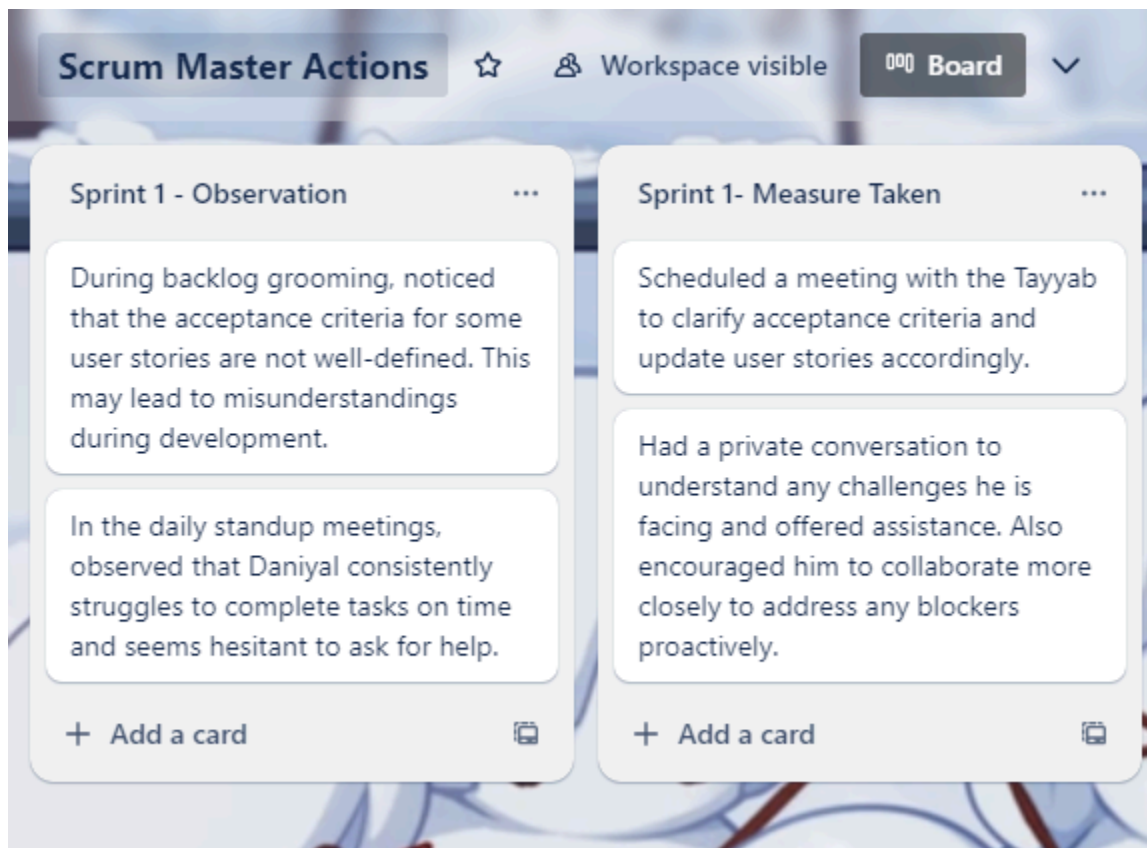 Scrum Master Actions
Workspace visible
Board
Sprint 1 - Observation
During backlog grooming, noticed
that the acceptance criteria for some
user stories are not well-defined. This
may lead to misunderstandings
during development.
In the daily standup meetings,
observed that Daniyal consistently
struggles to complete tasks on time
and seems hesitant to ask for help.
+ Add a card
Sprint 1- Measure Taken
Scheduled a meeting with the Tayyab
to clarify acceptance criteria and
update user stories accordingly.
Had a private conversation to
understand any challenges he is
facing and offered assistance. Also
encouraged him to collaborate more
closely to address any blockers
proactively.
+ Add a card